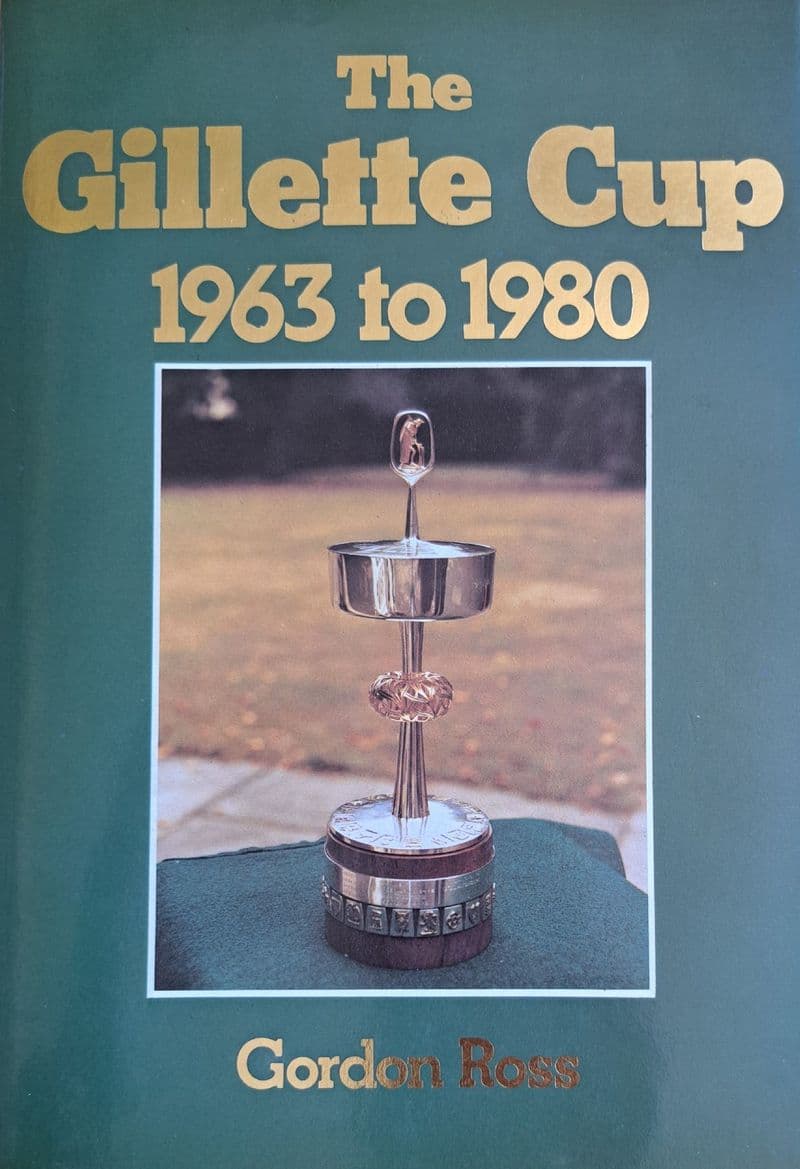 The
Gillette Cup
1963 to 1980
Gordon Ross